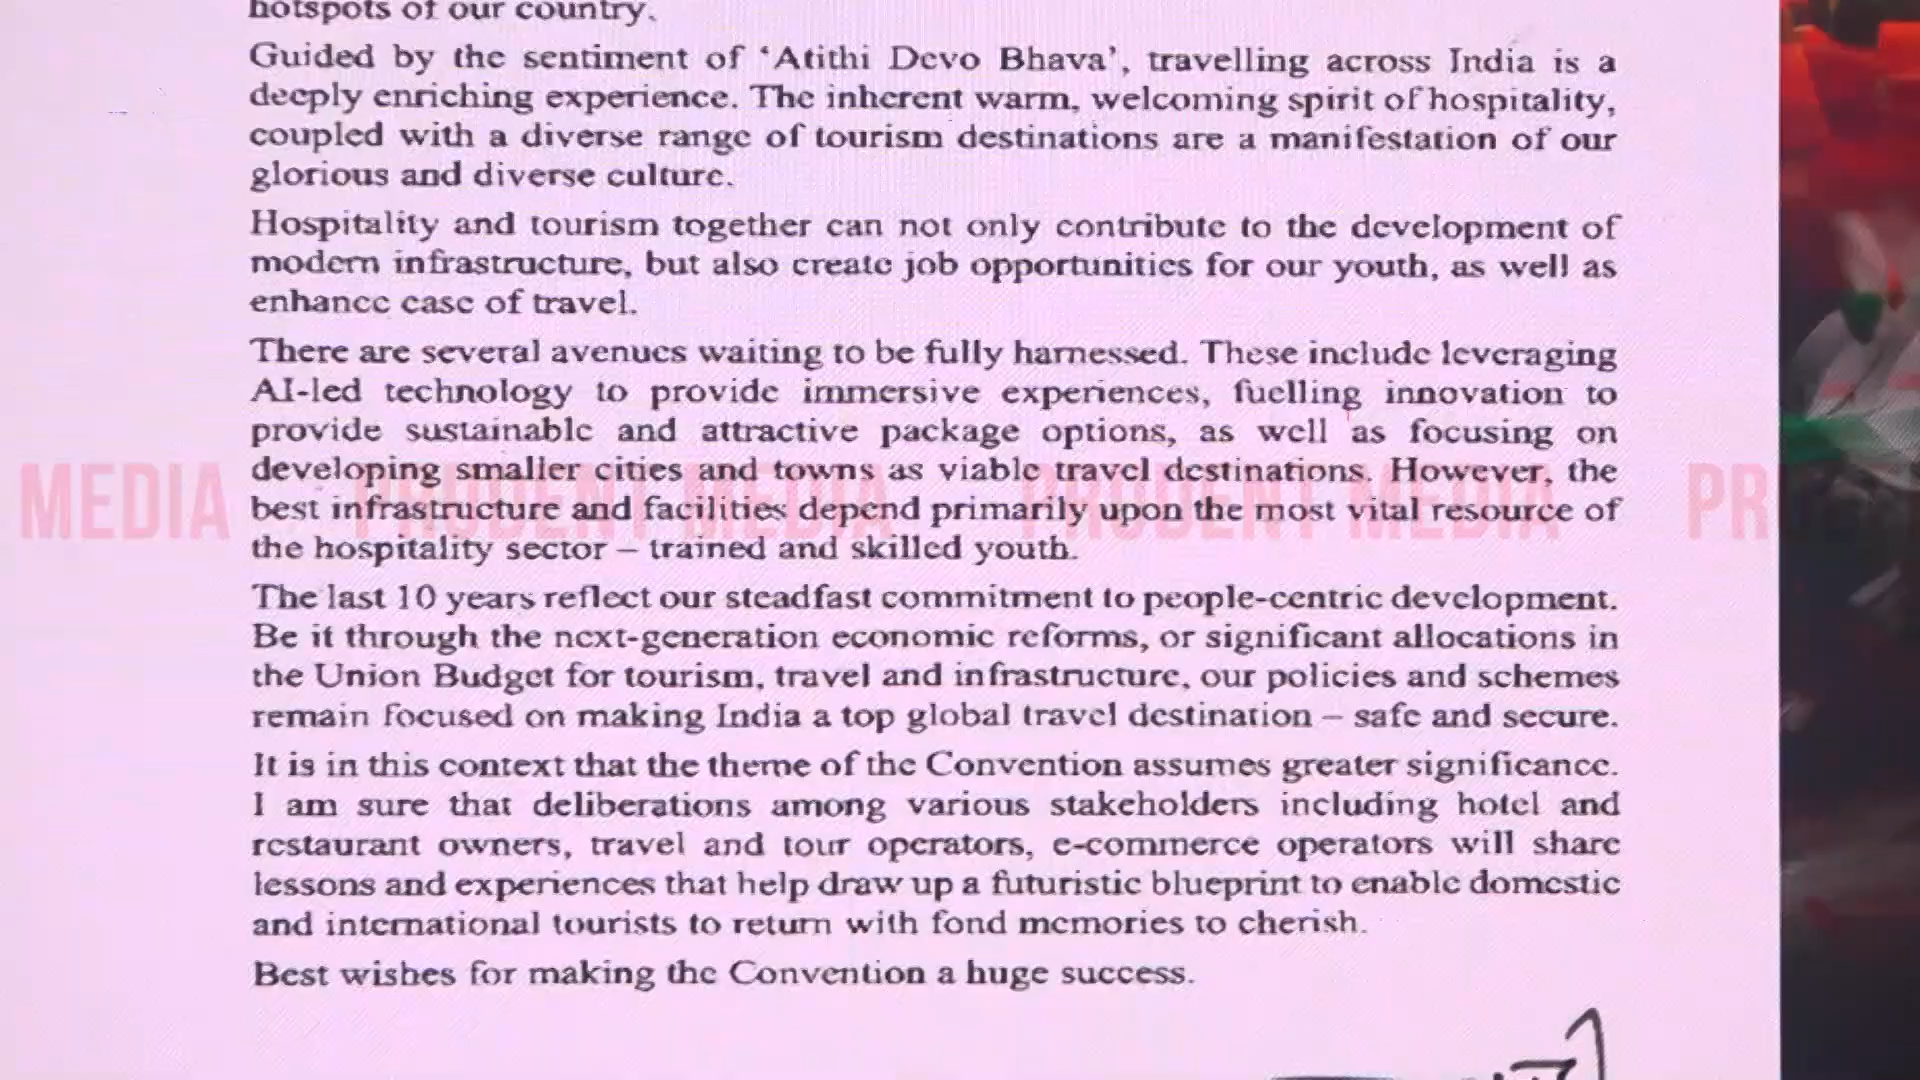 hotspots of our country.
Guided by the sentiment of ‘Atithi Devo Bhava’, travelling across India is a
deeply enriching experience. The inherent warm, welcoming spirit of hospitality,
coupled with a diverse range of tourism destinations are a manifestation of our
glorious and diverse culture.
Hospitality and tourism together can not only contribute to the development of
modern infrastructure, but also create job opportunities for our youth, as well as
enhance ease of travel.
There are several avenues waiting to be fully harnessed. These include leveraging
AI-led technology to provide immersive experiences, fuelling innovation to
provide sustainable and attractive package options, as well as focusing on
developing smaller cities and towns as viable travel destinations. However, the
MEDIA PRUDENT MEDIA PRUDENT MEDIA PR
best infrastructure and facilities depend primarily upon the most vital resource of
the hospitality sector – trained and skilled youth.
The last 10 years reflect our steadfast commitment to people-centric development.
Be it through the next-generation economic reforms, or significant allocations in
the Union Budget for tourism, travel and infrastructure, our policies and schemes
remain focused on making India a top global travel destination – safe and secure.
It is in this context that the theme of the Convention assumes greater significance.
I am sure that deliberations among various stakeholders including hotel and
restaurant owners, travel and tour operators, e-commerce operators will share
lessons and experiences that help draw up a futuristic blueprint to enable domestic
and international tourists to return with fond memories to cherish.
Best wishes for making the Convention a huge success.